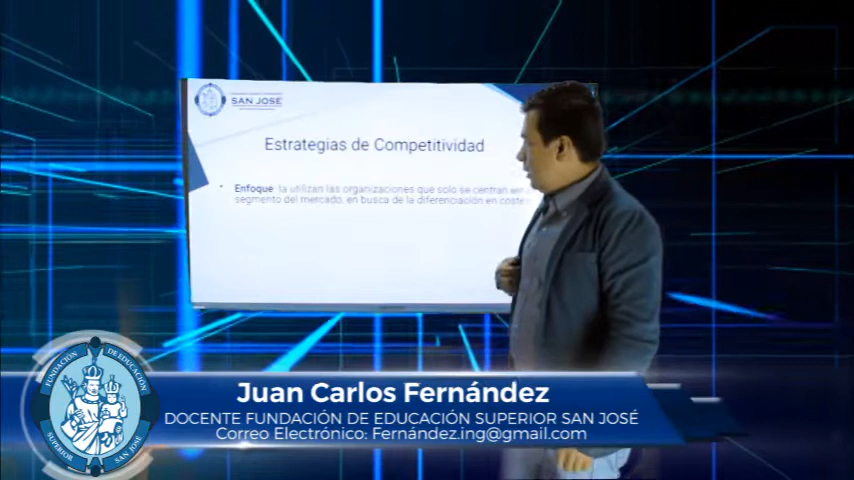 SAN JOSÉ
Estrategias de Competitividad
• Enfoque la utilizan las organizaciones que solo se centran en
segmento del mercado, en busca de la diferenciación en costos
Juan Carlos Fernández
DOCENTE FUNDACIÓN DE EDUCACIÓN SUPERIOR SAN JOSÉ
Correo Electrónico: Fernández.ing@gmail.com
FUNDACIÓN DE EDUCACIÓN
SUPERIOR SAN JOSÉ